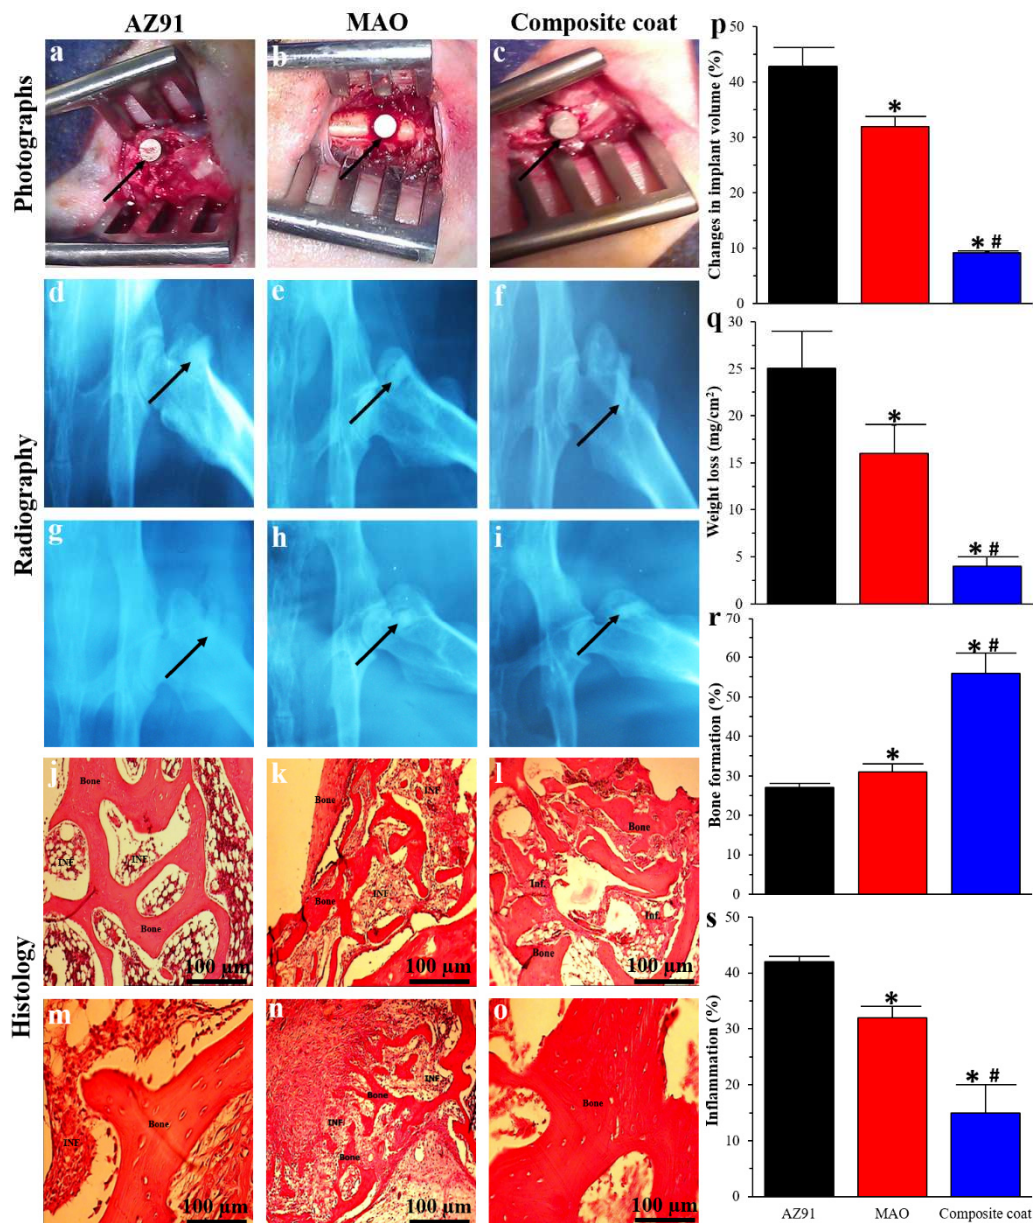 AZ91
MAO
Composite coat
Photographs
a
b
c
Radiography
d
e
f
g
h
i
Histology
j
Bone
INF
INF
Bone
100 µm
k
Bone
INF
INF
Bone
100 µm
l
Bone
Inf.
Inf.
Bone
100 µm
m
INF
Bone
100 µm
n
INF
Bone
INF
Bone
100 µm
o
Bone
100 µm
p
Changes in implant volume (%)
50
40
30
20
10
0
*
* #
q
Weight loss (mg/cm²)
30
25
20
15
10
5
0
*
* #
r
Bone formation (%)
70
60
50
40
30
20
10
0
*
* #
s
Inflammation (%)
50
40
30
20
10
0
*
* #
AZ91
MAO
Composite coat